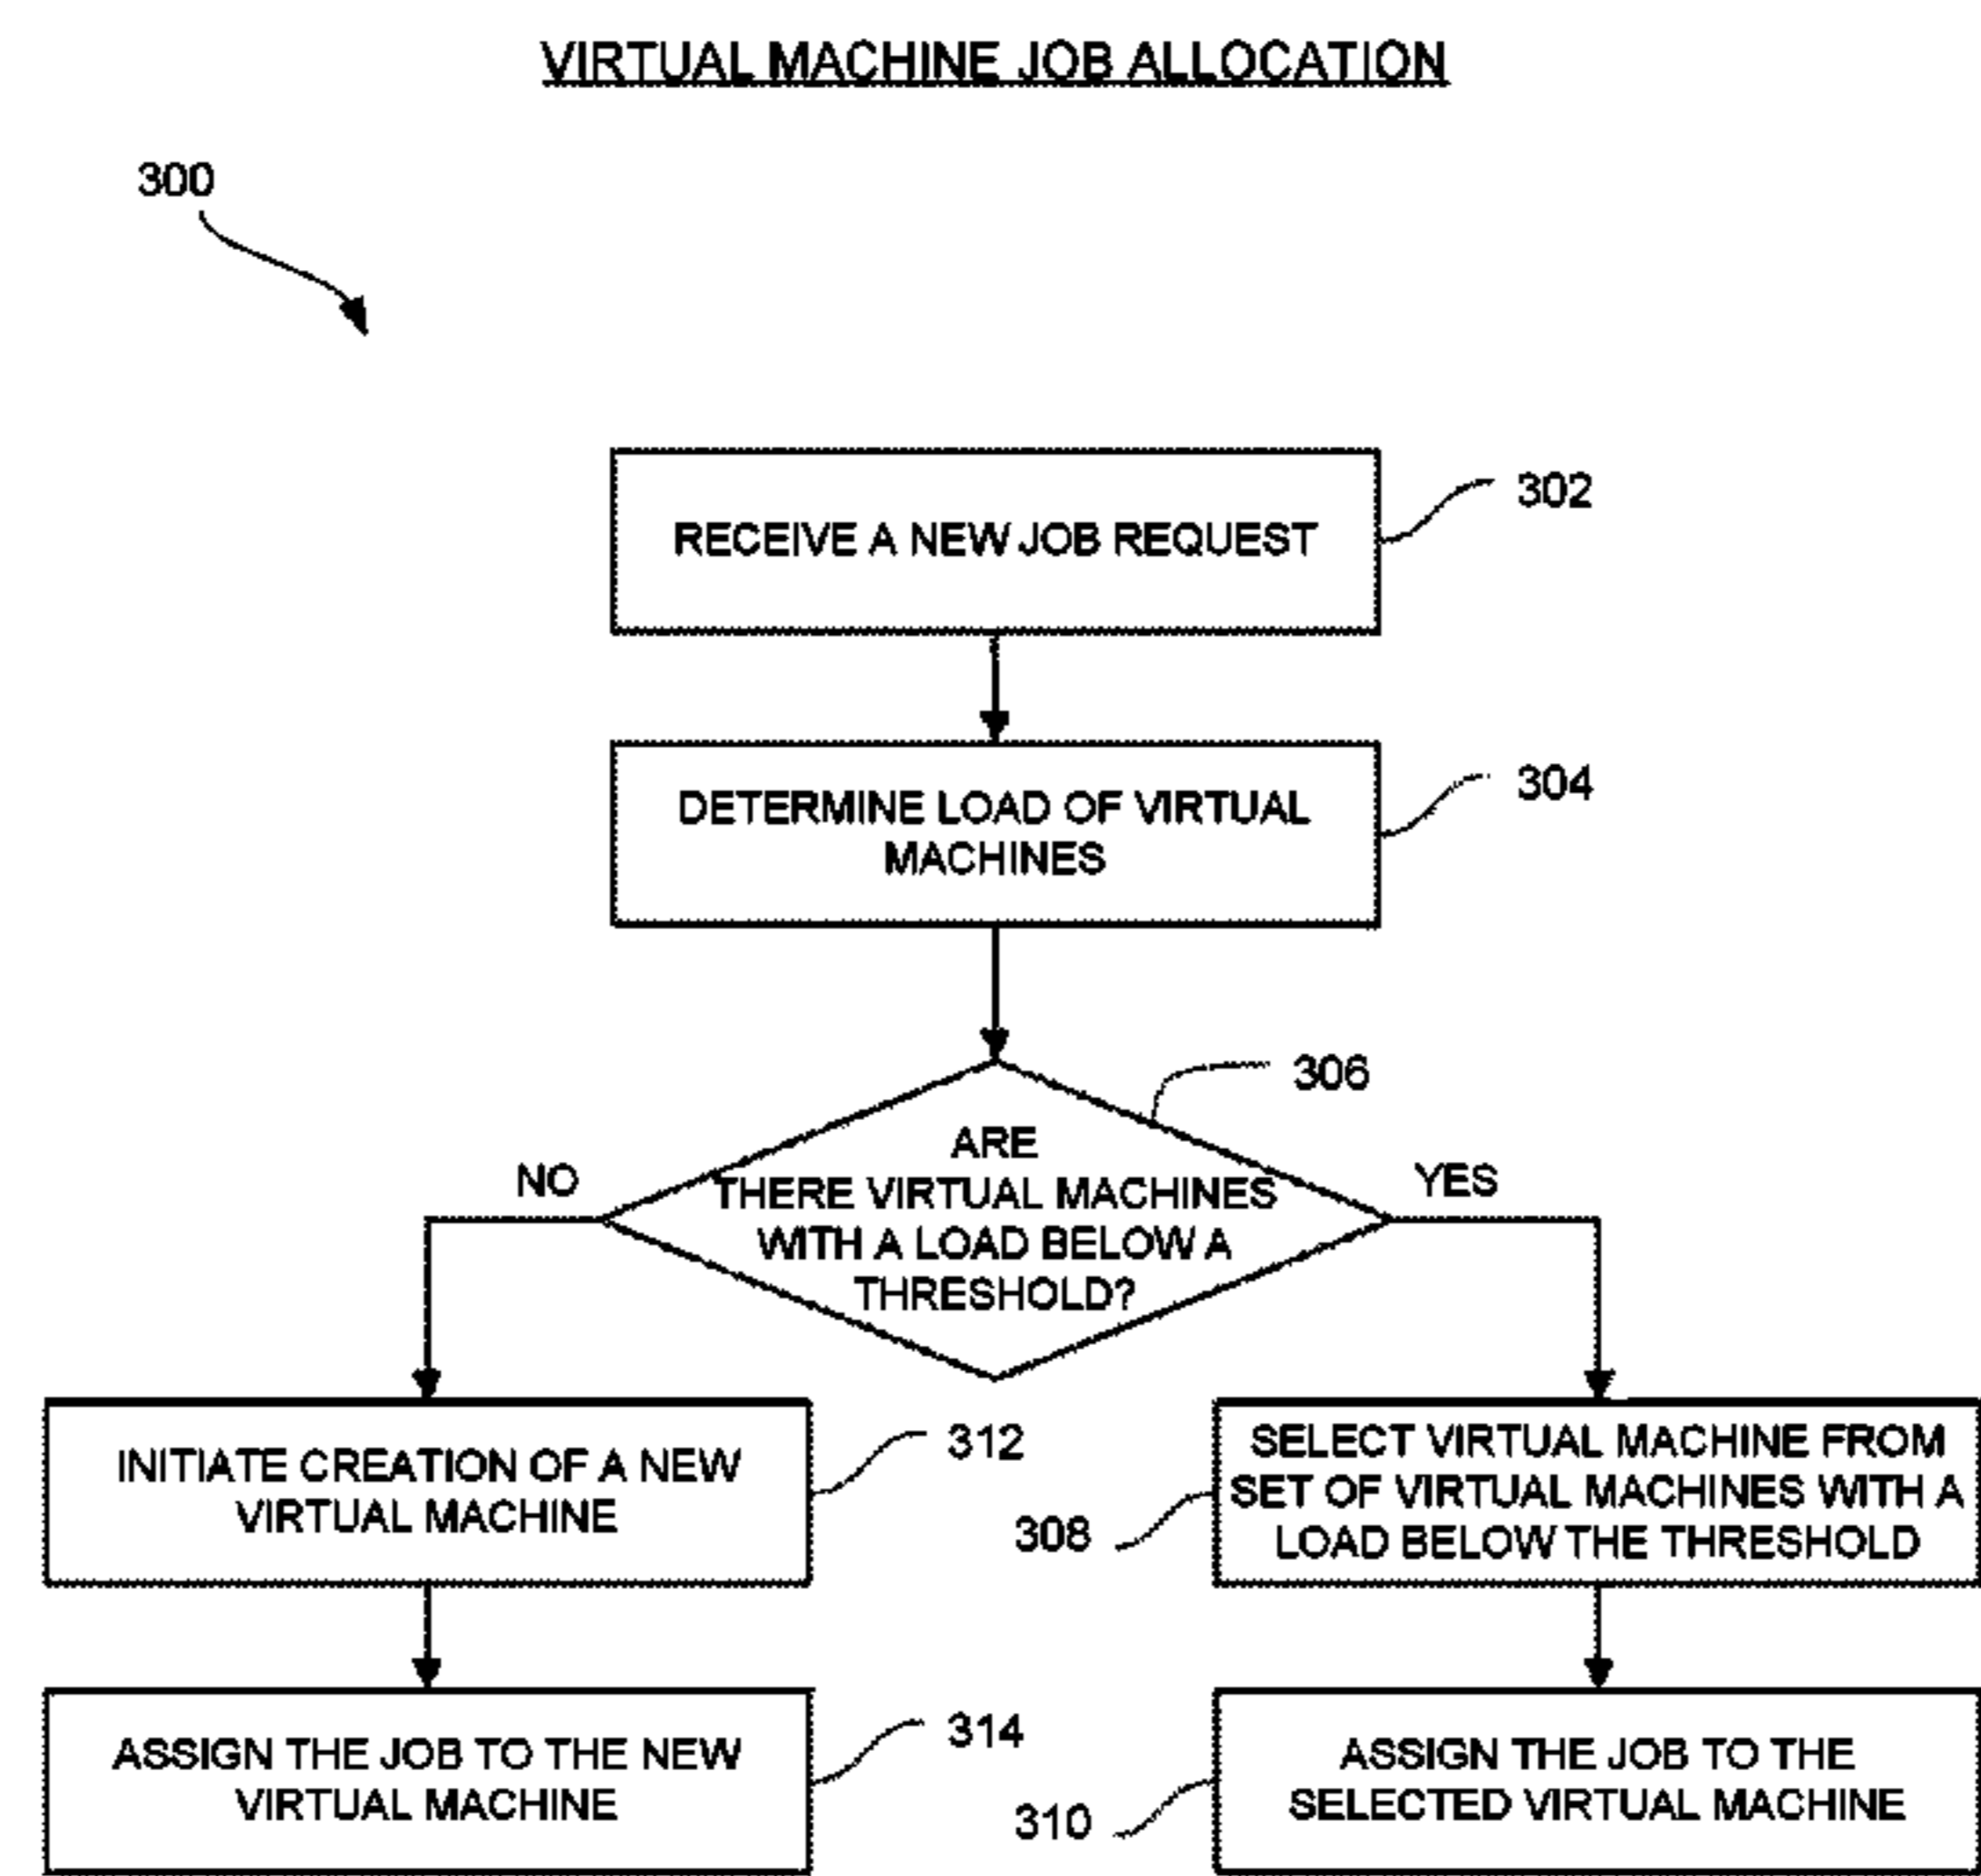 VIRTUAL MACHINE JOB ALLOCATION
300
RECEIVE A NEW JOB REQUEST
302
DETERMINE LOAD OF VIRTUAL
MACHINES
304
306
ARE
THERE VIRTUAL MACHINES
WITH A LOAD BELOW A
THRESHOLD?
NO
YES
INITIATE CREATION OF A NEW
VIRTUAL MACHINE
312
SELECT VIRTUAL MACHINE FROM
SET OF VIRTUAL MACHINES WITH A
LOAD BELOW THE THRESHOLD
308
ASSIGN THE JOB TO THE NEW
VIRTUAL MACHINE
314
ASSIGN THE JOB TO THE
SELECTED VIRTUAL MACHINE
310